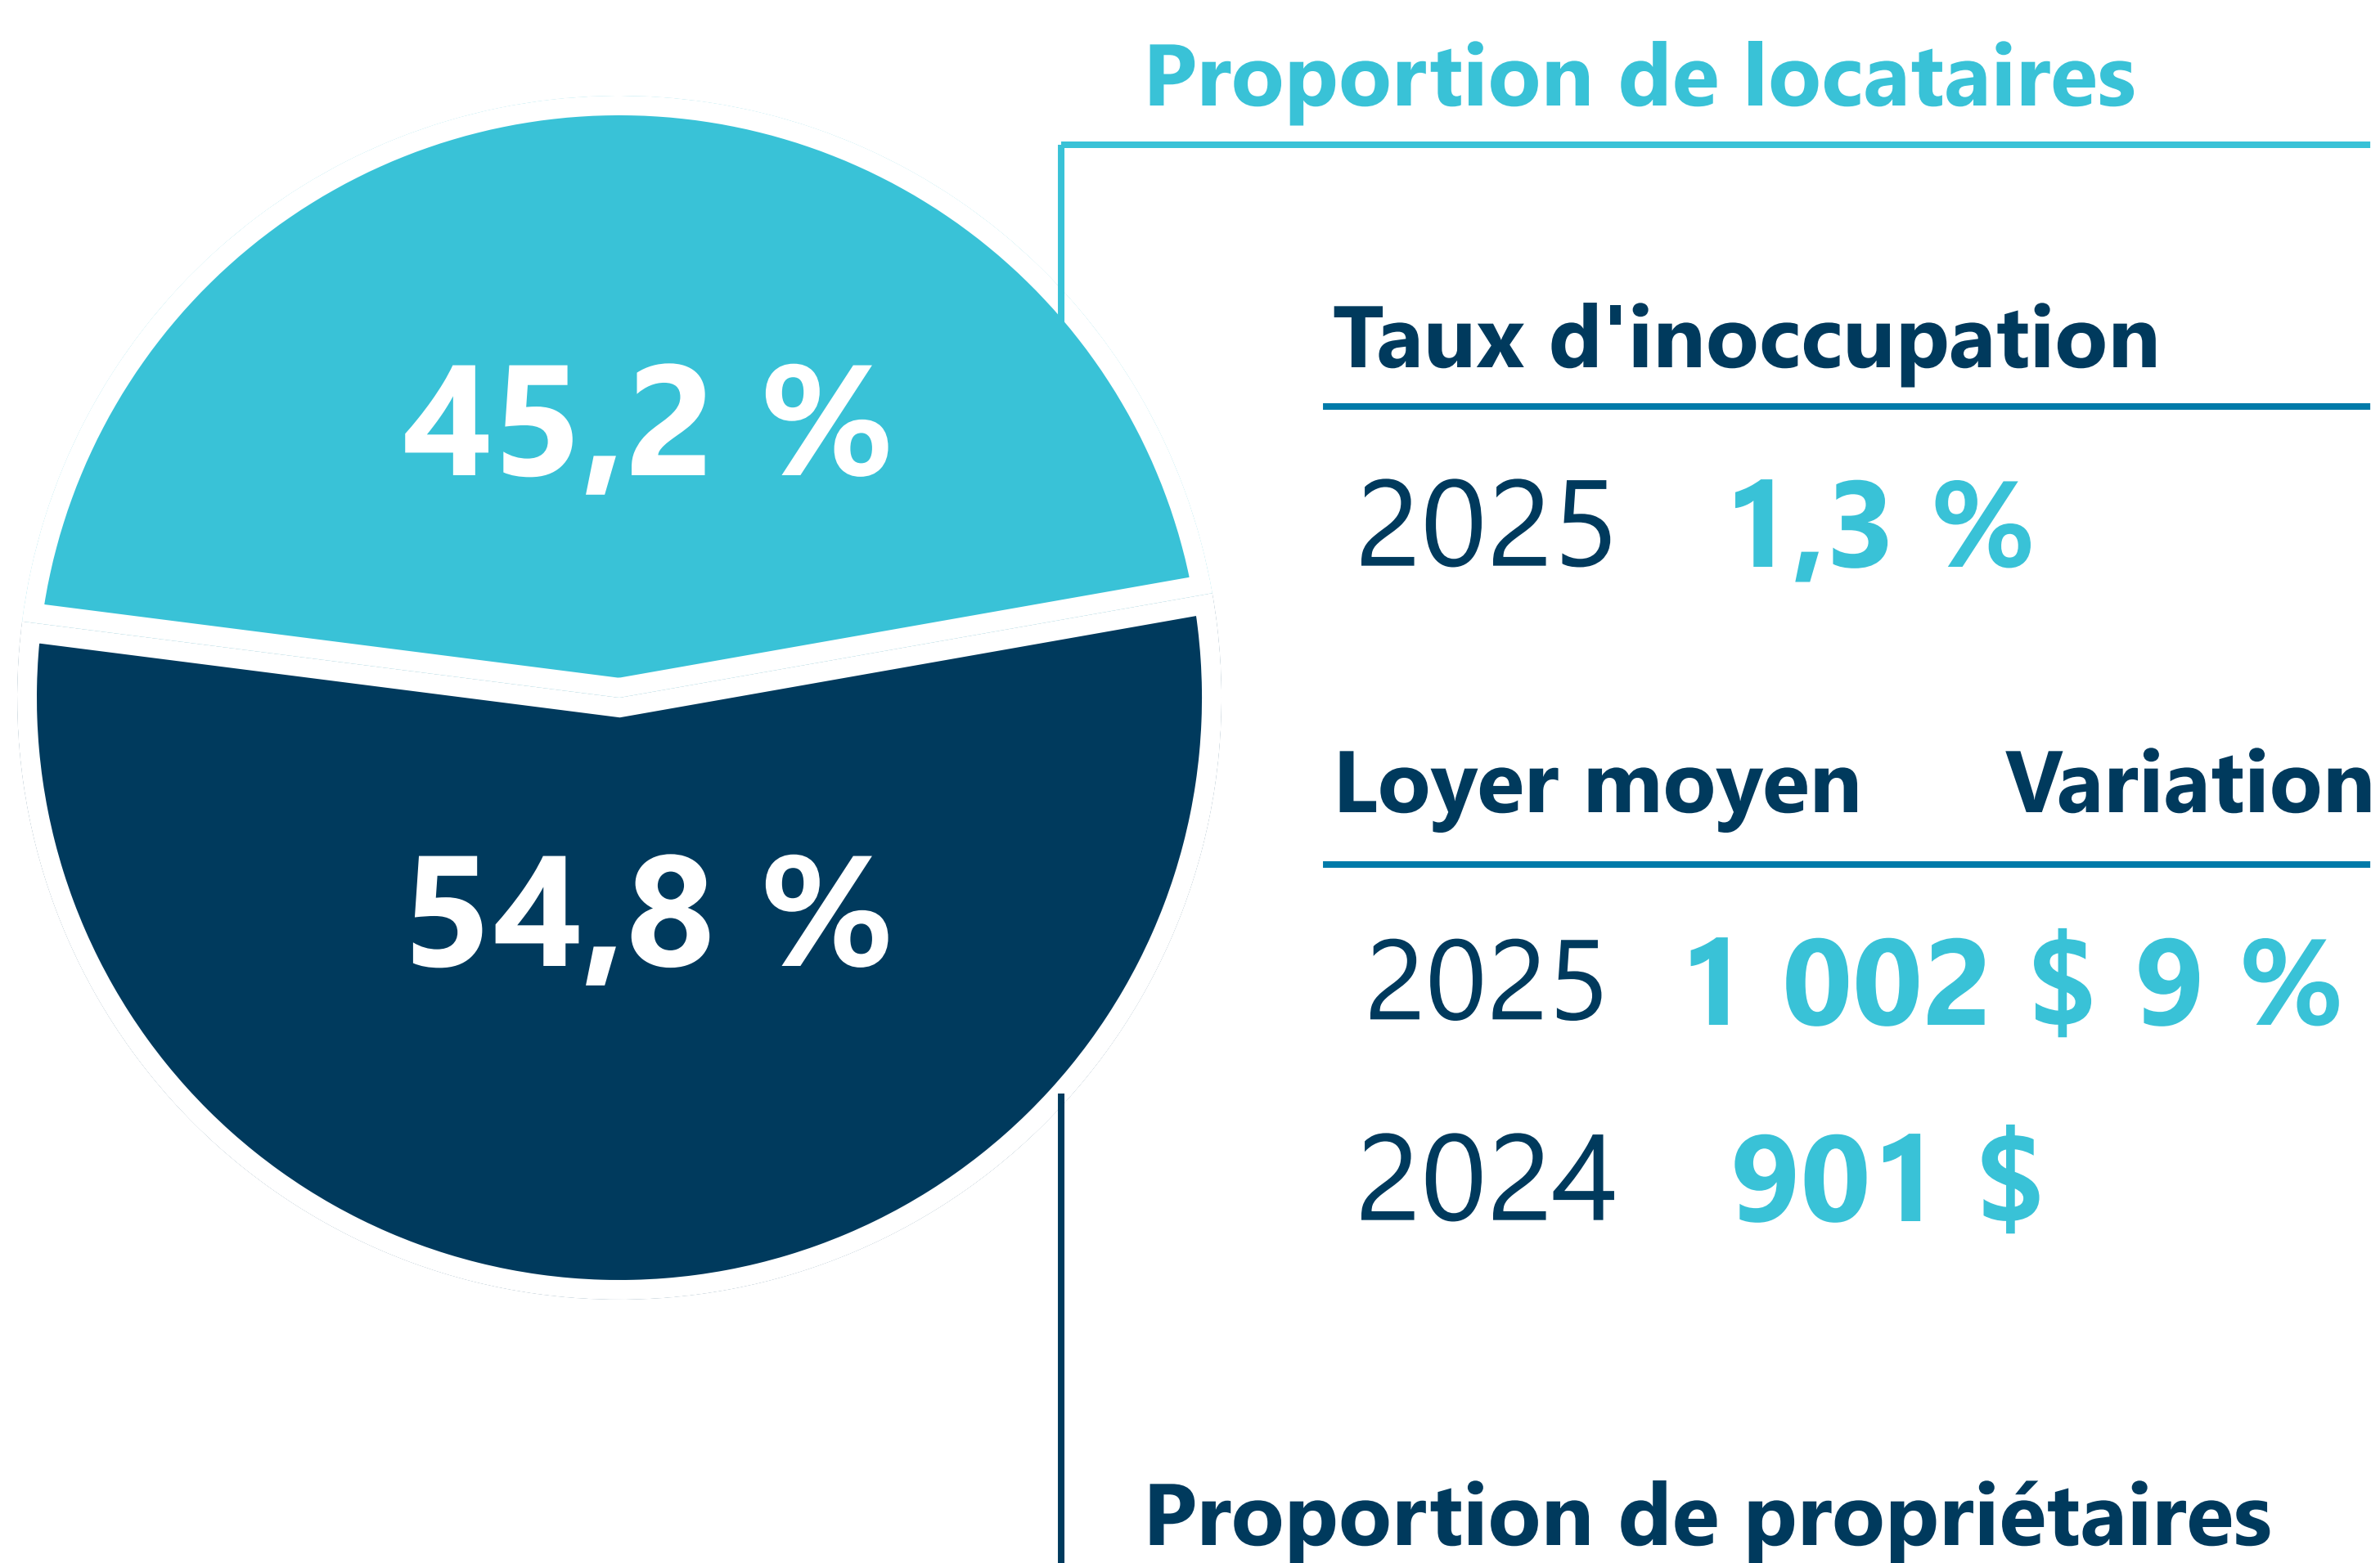 Proportion de locataires
45,2 %
Taux d'inoccupation
2025 1,3 %
Loyer moyen Variation
54,8 %
2025 1 002 $ 9 %
2024 901 $
Proportion de propriétaires